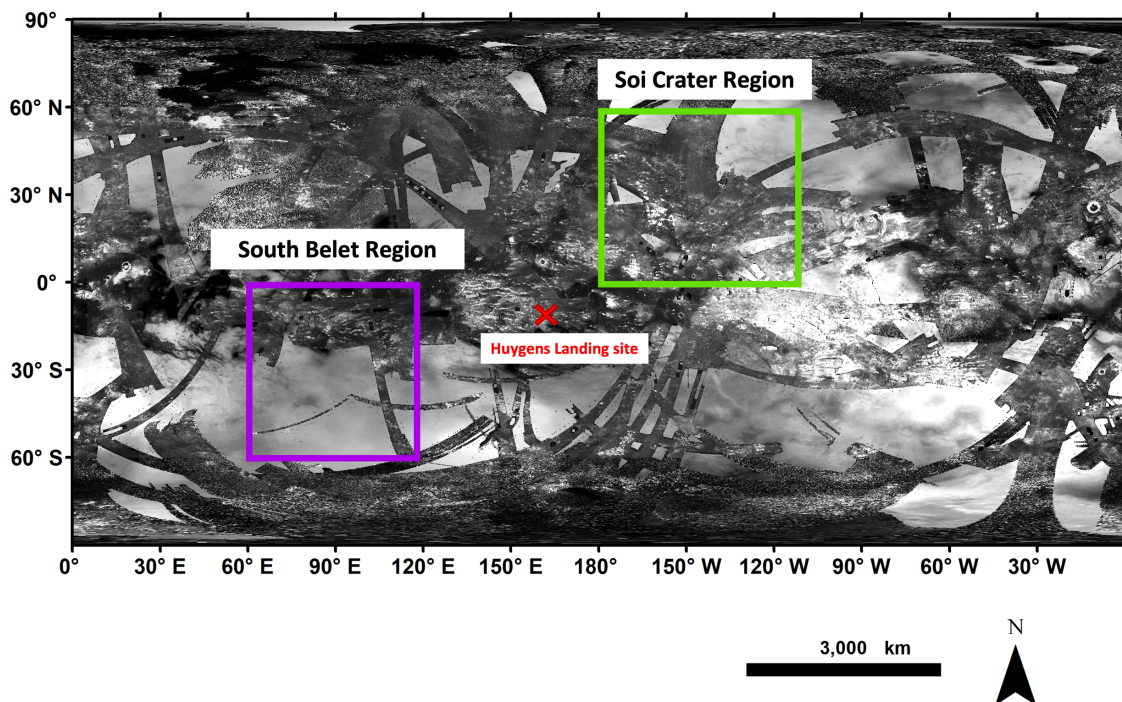 90°
60° N
30° N
0°
30° S
60° S
Soi Crater Region
South Belet Region
Huygens Landing site
0° 30° E 60° E 90° E 120° E 150° E 180° 150° W 120° W 90° W 60° W 30° W
N
3,000 km